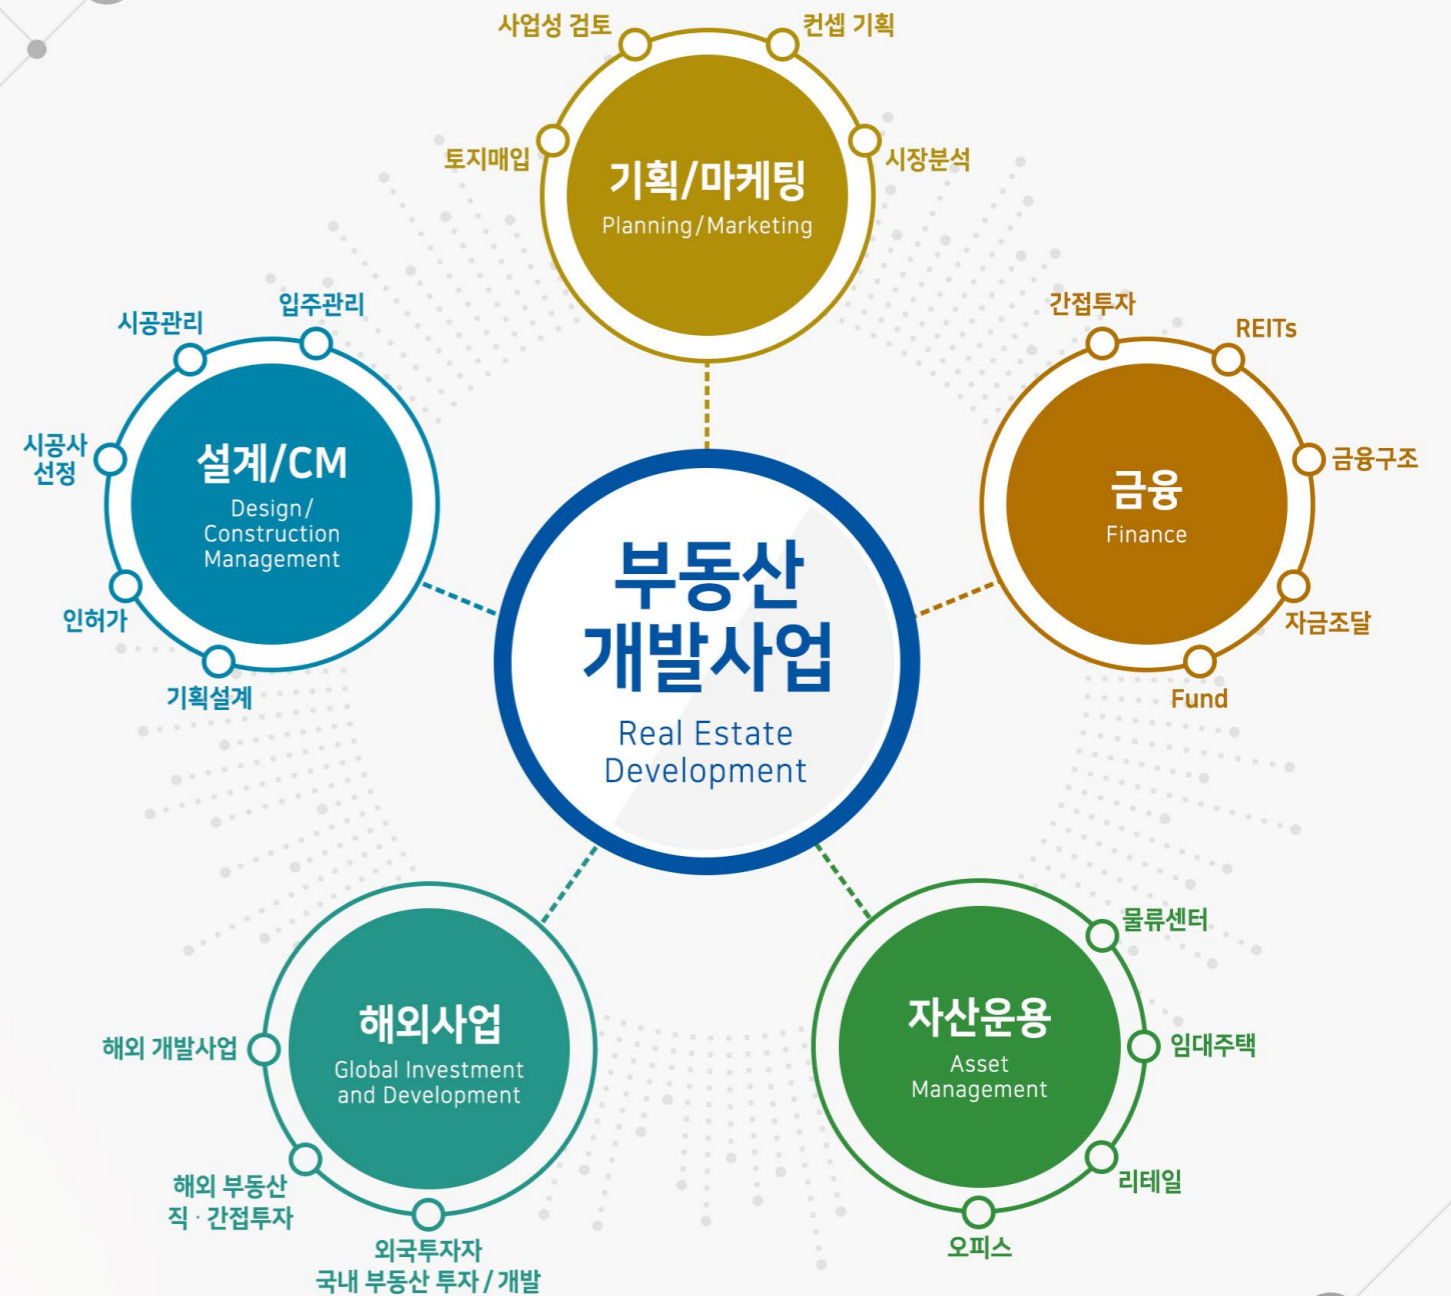 사업성 검토
컨셉 기획
토지매입
시장분석
기획/마케팅
Planning/Marketing
입주관리
시공관리
시공사
선정
인허가
기획설계
설계/CM
Design/
Construction
Management
간접투자
REITs
금융구조
자금조달
Fund
금융
Finance
부동산
개발사업
Real Estate
Development
해외사업
Global Investment
and Development
해외 개발사업
해외 부동산
직 · 간접투자
외국투자자
국내 부동산 투자 / 개발
자산운용
Asset
Management
물류센터
임대주택
리테일
오피스